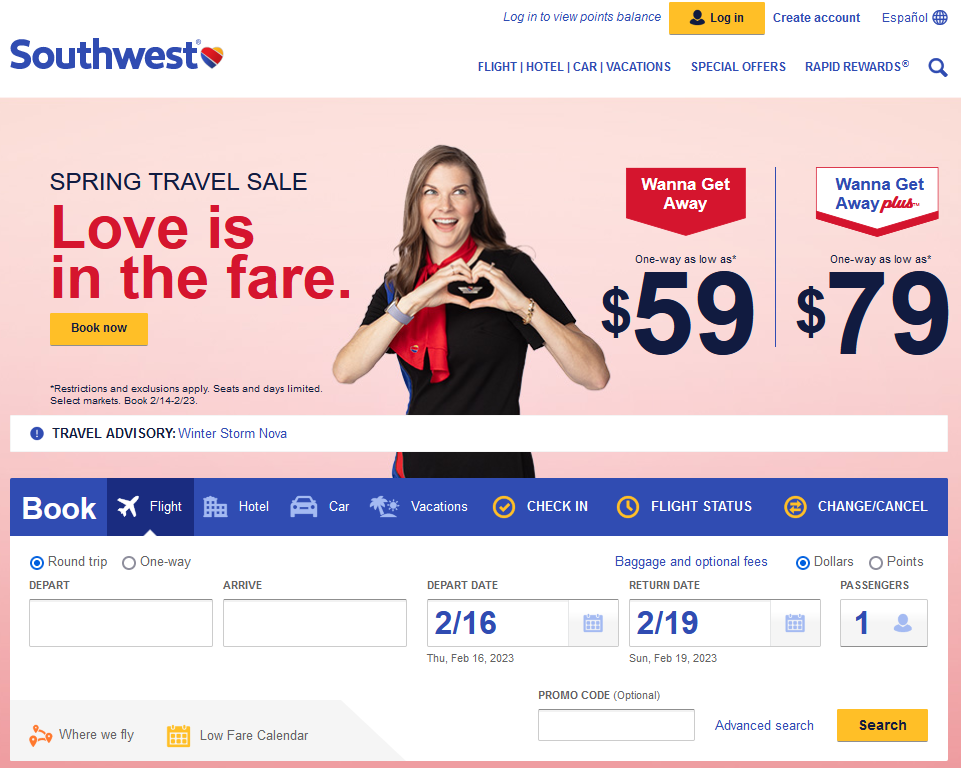 Log in to view points balance
Log in
Create account
Español
Southwest®
FLIGHT | HOTEL | CAR | VACATIONS
SPECIAL OFFERS
RAPID REWARDS®
SPRING TRAVEL SALE
Love is
in the fare.
Book now
*Restrictions and exclusions apply. Seats and days limited.
Select markets. Book 2/14-2/23.
Wanna Get
Away
One-way as low as*
$59
Wanna Get
Away plus™
One-way as low as*
$79
TRAVEL ADVISORY: Winter Storm Nova
Book
Flight
Hotel
Car
Vacations
CHECK IN
FLIGHT STATUS
CHANGE/CANCEL
Round trip
One-way
Baggage and optional fees
Dollars
Points
DEPART
ARRIVE
DEPART DATE
RETURN DATE
PASSENGERS
2/16
2/19
1
Thu, Feb 16, 2023
Sun, Feb 19, 2023
PROMO CODE (Optional)
Where we fly
Low Fare Calendar
Advanced search
Search